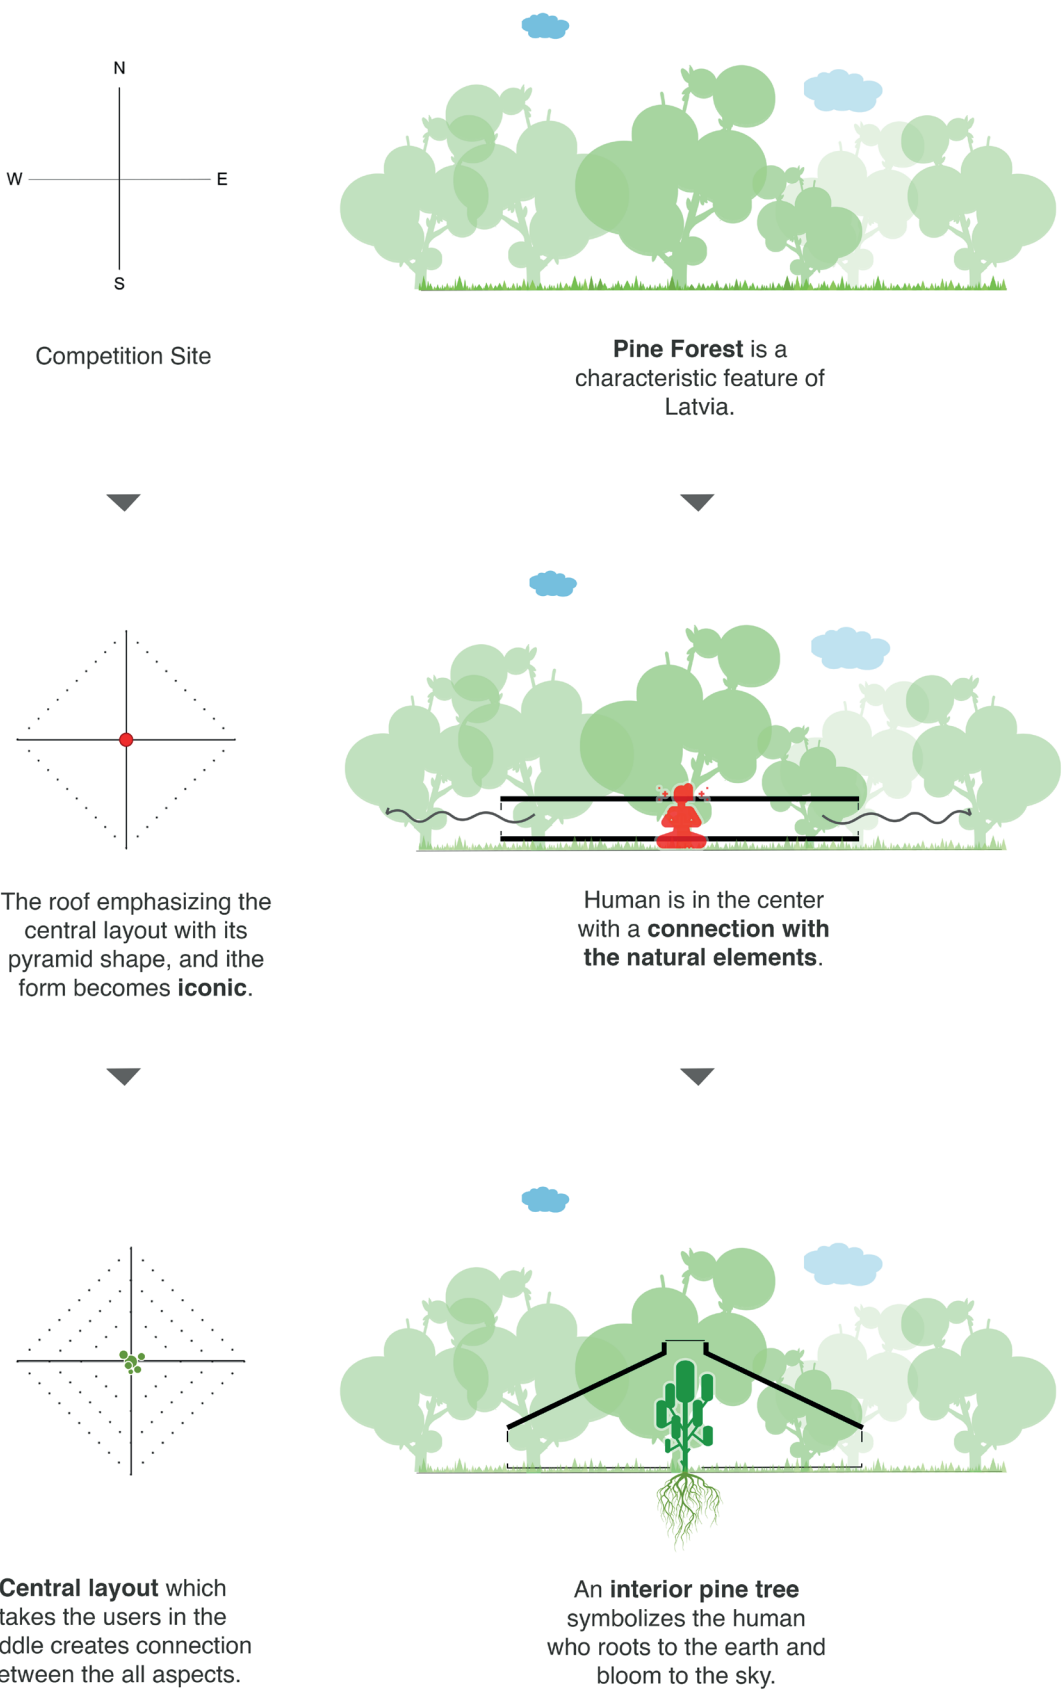 N
W
E
S
Competition Site
Pine Forest is a
characteristic feature of
Latvia.
The roof emphasizing the
central layout with its
pyramid shape, and ithe
form becomes iconic.
Human is in the center
with a connection with
the natural elements.
Central layout which
takes the users in the
ddle creates connection
etween the all aspects.
An interior pine tree
symbolizes the human
who roots to the earth and
bloom to the sky.